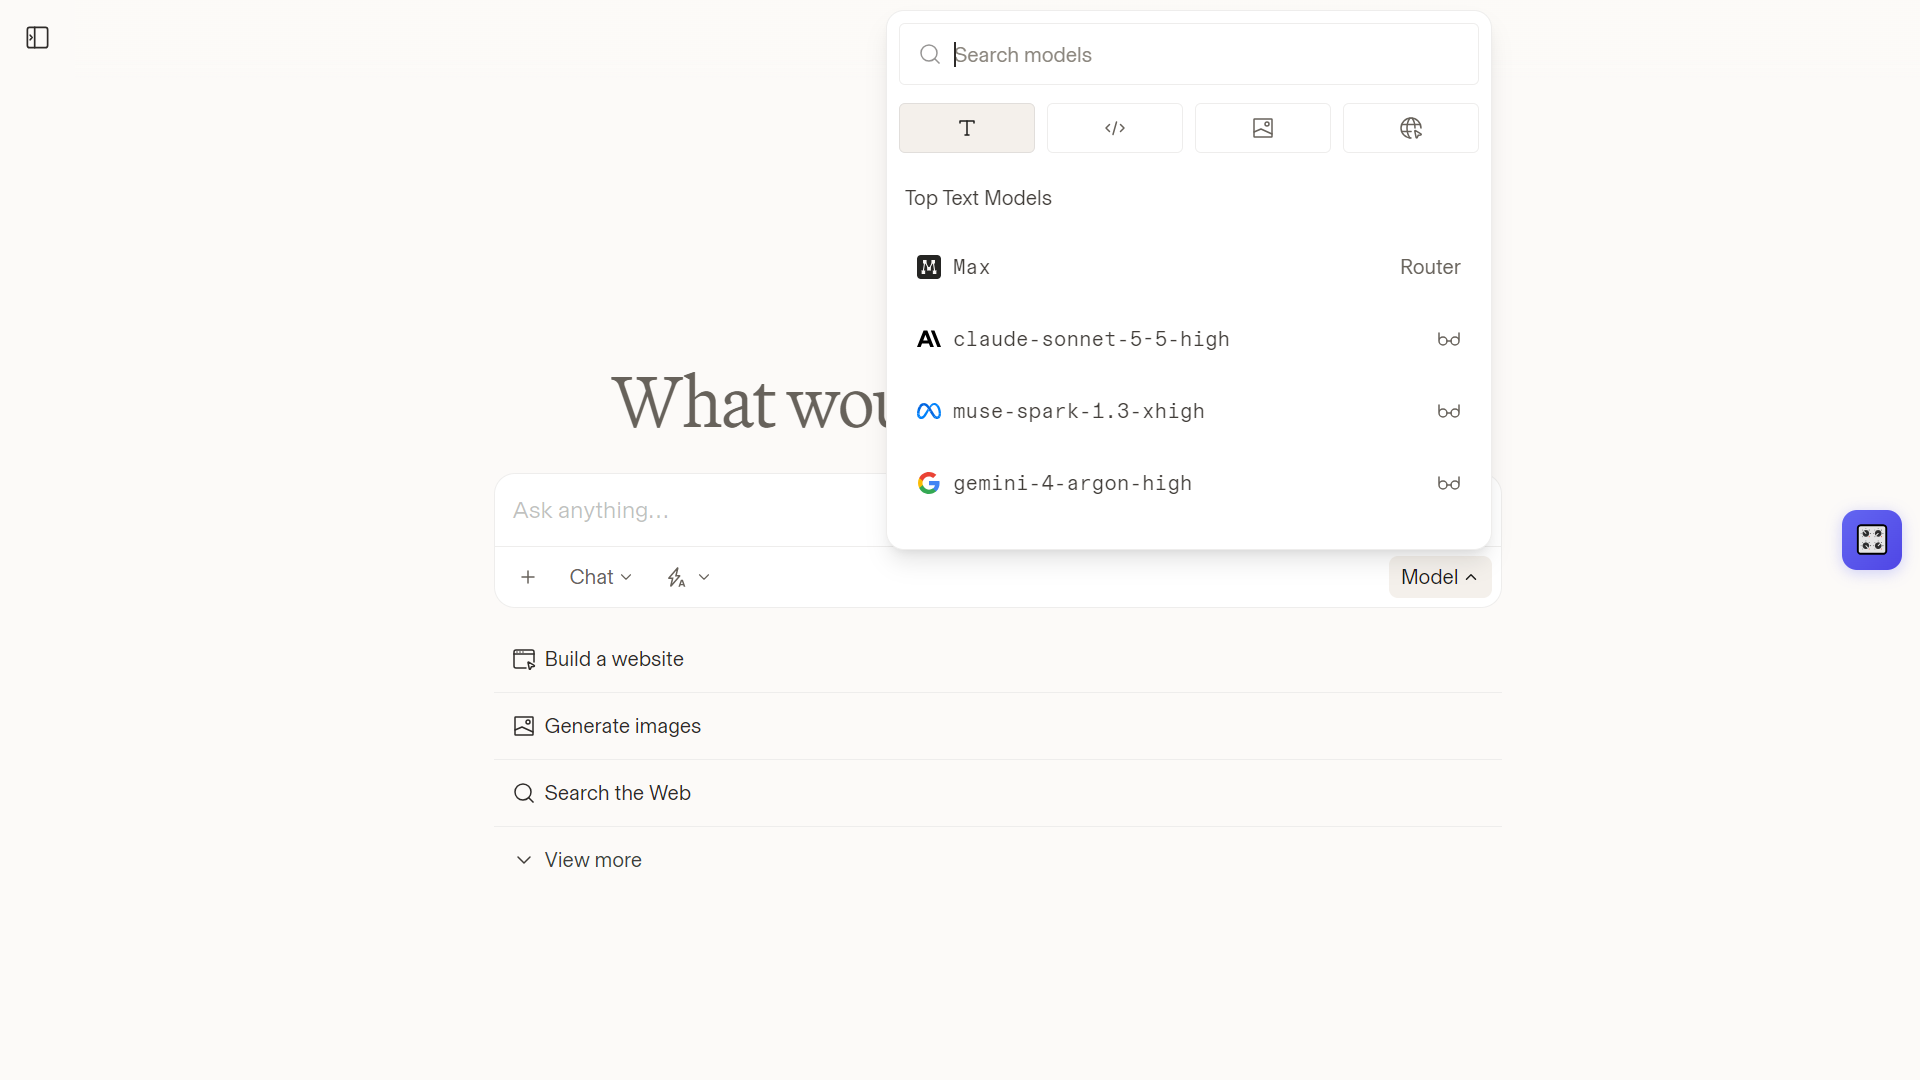 Search models
Top Text Models
Max
Router
claude-sonnet-5-5-high
muse-spark-1.3-xhigh
gemini-4-argon-high
What wou
Ask anything...
Chat
Model
Build a website
Generate images
Search the Web
View more